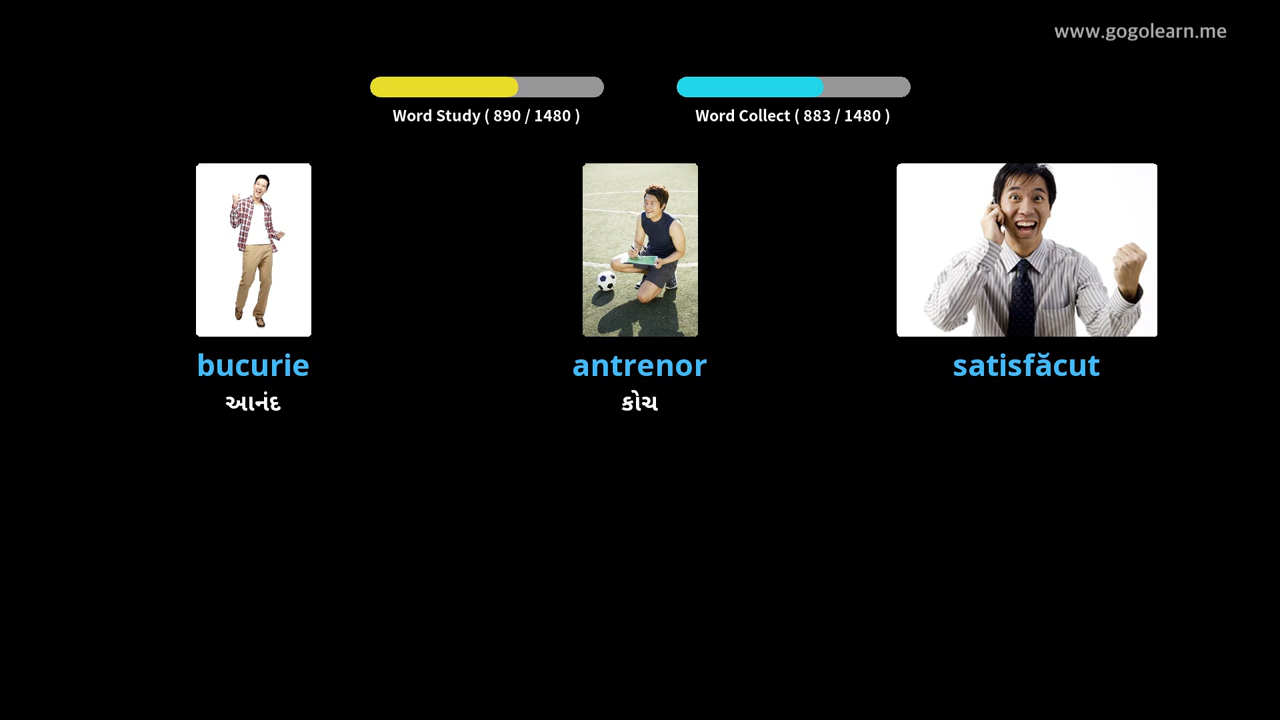 www.gogolearn.me
Word Study ( 890 / 1480 )
Word Collect ( 883 / 1480 )
bucurie
antrenor
satisfăcut
આનંદ
કોચ